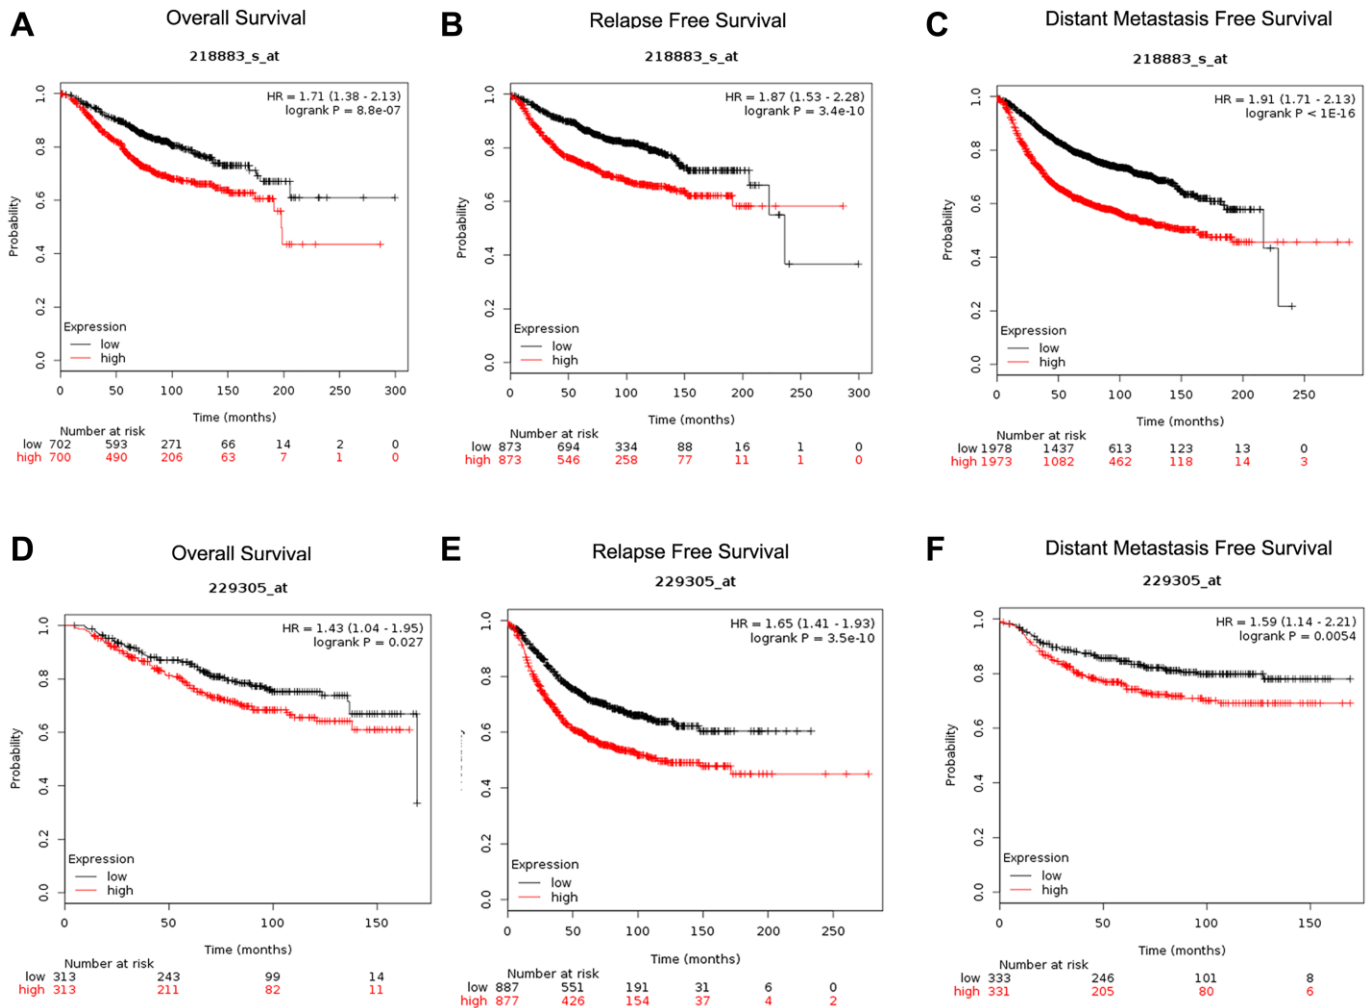 A
Overall Survival
218883_s_at
HR = 1.71 (1.38 - 2.13)
logrank P = 8.8e-07
Probability
1.0
0.8
0.6
0.4
0.2
0.0
Expression
low
high
0 50 100 150 200 250 300
Time (months)
Number at risk
low 702 593 271 66 14 2 0
high 700 490 206 63 7 1 0
B
Relapse Free Survival
218883_s_at
HR = 1.87 (1.53 - 2.28)
logrank P = 3.4e-10
Probability
1.0
0.8
0.6
0.4
0.2
0.0
Expression
low
high
0 50 100 150 200 250 300
Time (months)
Number at risk
low 873 694 334 88 16 1 0
high 873 546 258 77 11 1 0
C
Distant Metastasis Free Survival
218883_s_at
HR = 1.91 (1.71 - 2.13)
logrank P < 1E-16
Probability
1.0
0.8
0.6
0.4
0.2
0.0
Expression
low
high
0 50 100 150 200 250
Time (months)
Number at risk
low 1978 1437 613 123 13 0
high 1973 1082 462 118 14 3
D
Overall Survival
229305_at
HR = 1.43 (1.04 - 1.95)
logrank P = 0.027
Probability
1.0
0.8
0.6
0.4
0.2
0.0
Expression
low
high
0 50 100 150
Time (months)
Number at risk
low 313 243 99 14
high 313 211 82 11
E
Relapse Free Survival
229305_at
HR = 1.65 (1.41 - 1.93)
logrank P = 3.5e-10
1.0
0.8
0.6
0.4
0.2
0.0
Expression
low
high
0 50 100 150 200 250
Time (months)
Number at risk
low 887 551 191 31 6 0
high 877 426 154 37 4 2
F
Distant Metastasis Free Survival
229305_at
HR = 1.59 (1.14 - 2.21)
logrank P = 0.0054
Probability
1.0
0.8
0.6
0.4
0.2
0.0
Expression
low
high
0 50 100 150
Time (months)
Number at risk
low 333 246 101 8
high 331 205 80 6